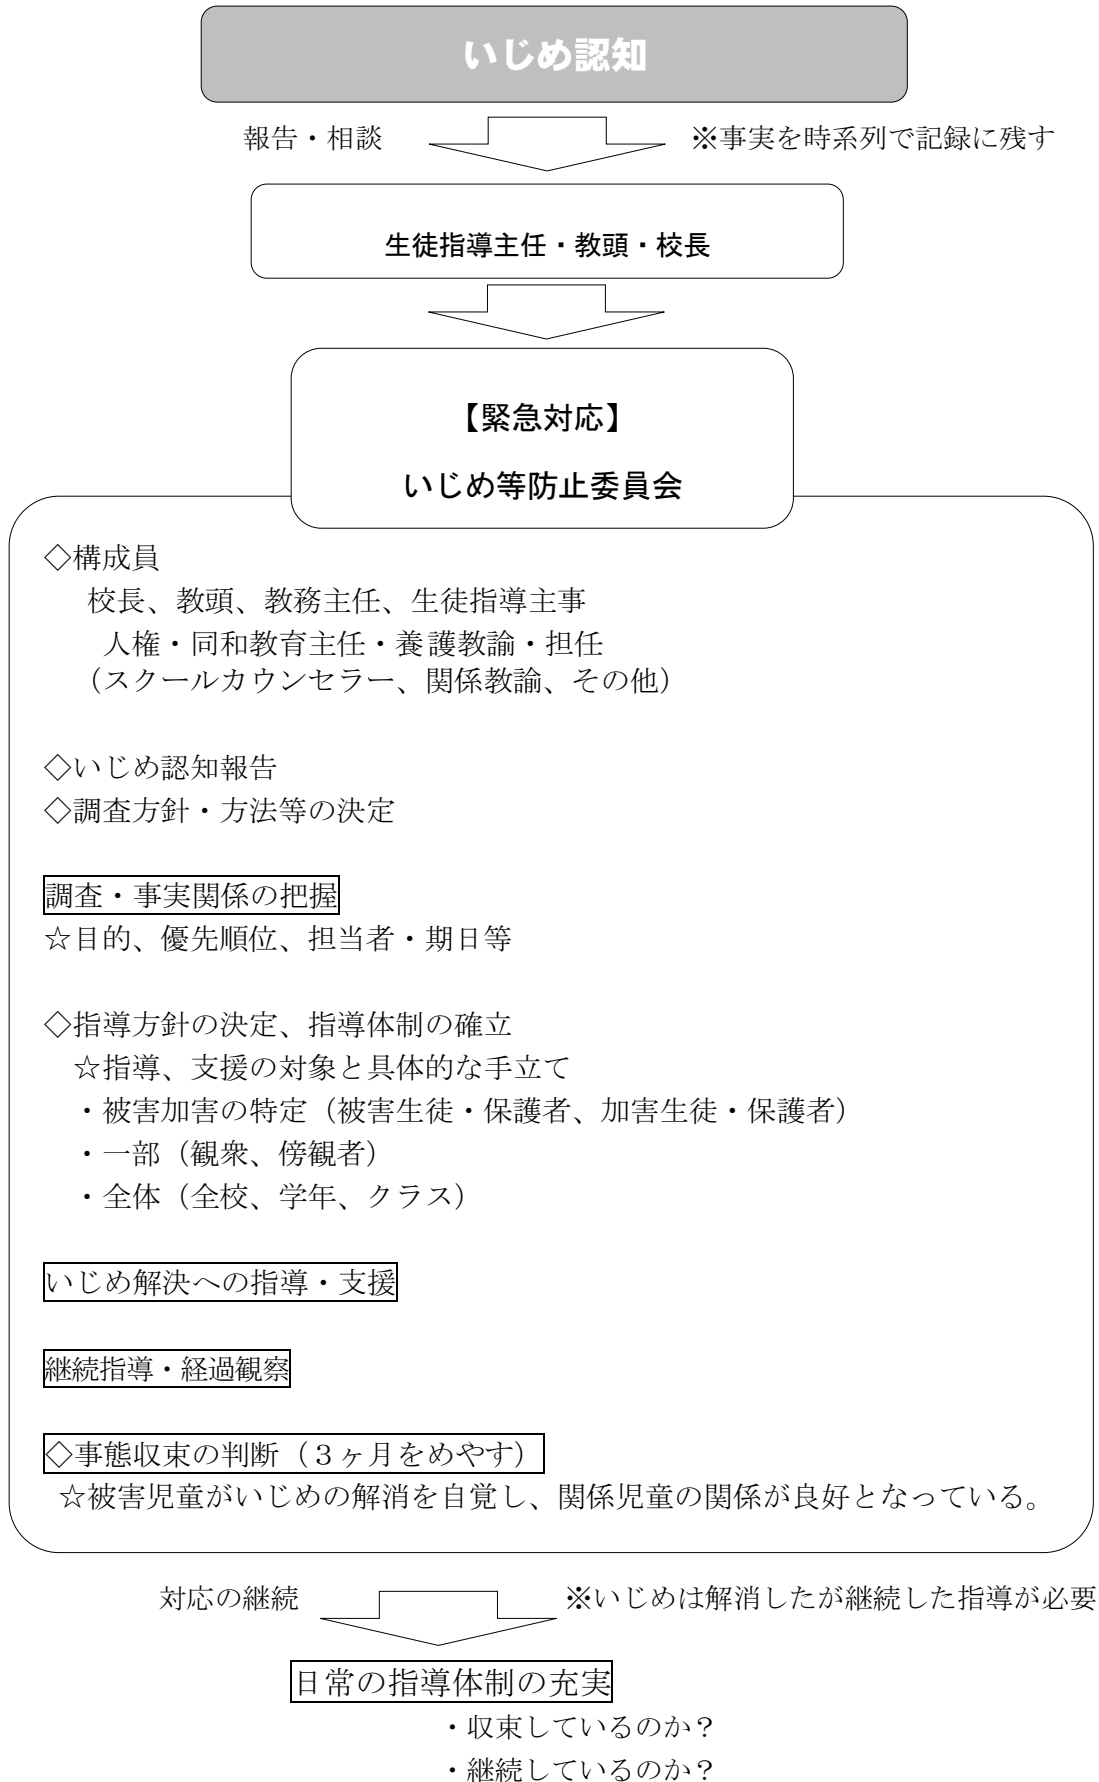 いじめ認知
報告・相談 ※事実を時系列で記録に残す
生徒指導主任・教頭・校長
【緊急対応】
いじめ等防止委員会
◇構成員
校長、教頭、教務主任、生徒指導主事
人権・同和教育主任・養護教諭・担任
（スクールカウンセラー、関係教諭、その他）
◇いじめ認知報告
◇調査方針・方法等の決定
調査・事実関係の把握
☆目的、優先順位、担当者・期日等
◇指導方針の決定、指導体制の確立
☆指導、支援の対象と具体的な手立て
・被害加害の特定（被害生徒・保護者、加害生徒・保護者）
・一部（観衆、傍観者）
・全体（全校、学年、クラス）
いじめ解決への指導・支援
継続指導・経過観察
◇事態収束の判断（３ヶ月をめやす）
☆被害児童がいじめの解消を自覚し、関係児童の関係が良好となっている。
対応の継続 ※いじめは解消したが継続した指導が必要
日常の指導体制の充実
・収束しているのか？
・継続しているのか？